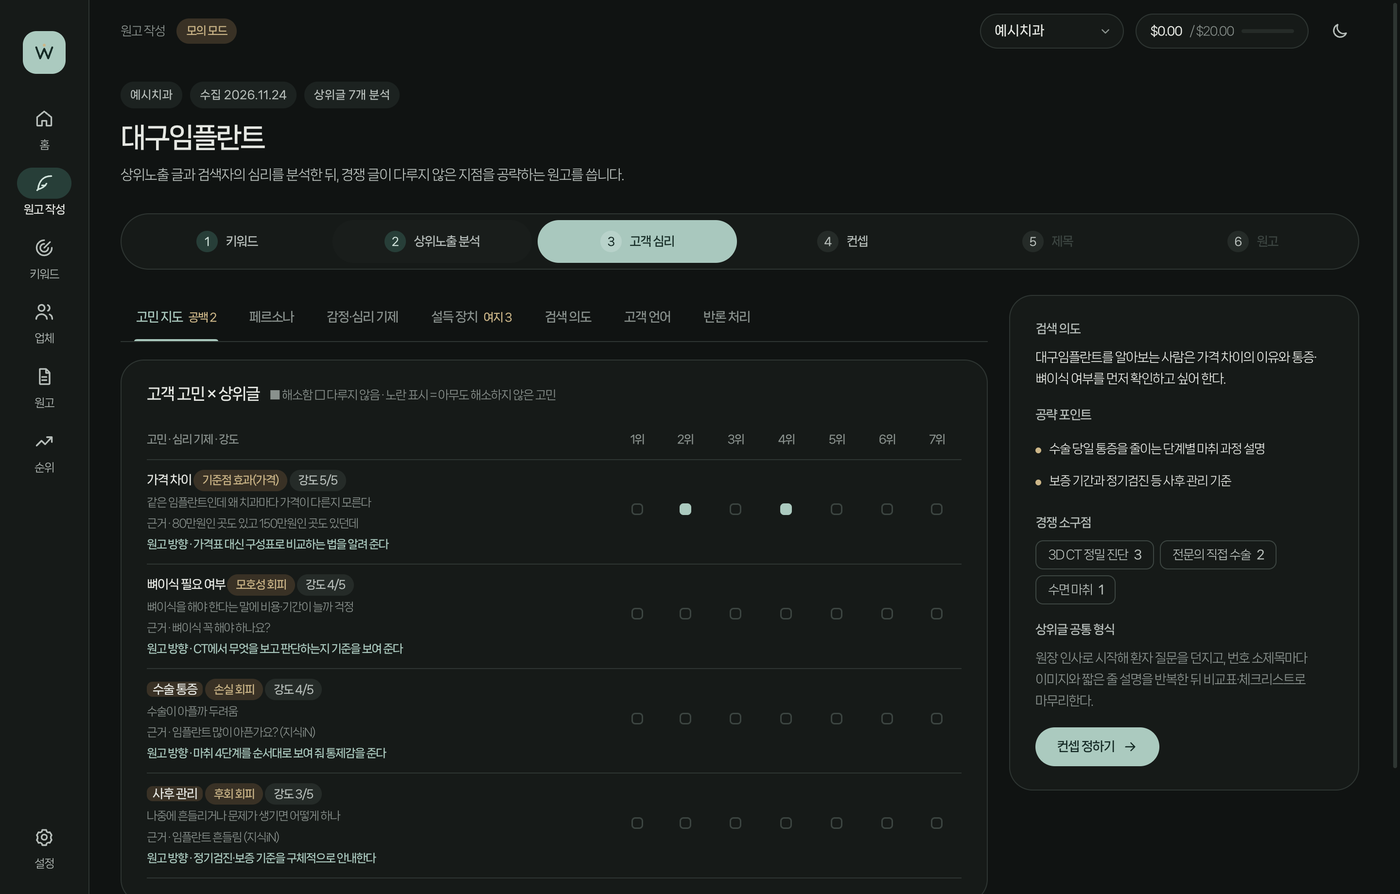 W
홈
원고 작성
키워드
업체
원고
순위
설정
원고 작성 모의 모드
예시치과
$0.00 / $20.00
예시치과 수집 2026.11.24 상위글 7개 분석
대구임플란트
상위노출 글과 검색자의 심리를 분석한 뒤, 경쟁 글이 다루지 않은 지점을 공략하는 원고를 씁니다.
1 키워드 2 상위노출 분석 3 고객 심리 4 컨셉 5 제목 6 원고
고민 지도 공백 2 페르소나 감정·심리 기제 설득 장치 여지 3 검색 의도 고객 언어 반론 처리
고객 고민 × 상위글 ■ 해소함 □ 다루지 않음 · 노란 표시 = 아무도 해소하지 않은 고민
고민 · 심리 기제 · 강도 1위 2위 3위 4위 5위 6위 7위
가격 차이 기준점 효과(가격) 강도 5/5
같은 임플란트인데 왜 치과마다 가격이 다른지 모른다
근거 · 80만원인 곳도 있고 150만원인 곳도 있던데
원고 방향 · 가격표 대신 구성표로 비교하는 법을 알려 준다
뼈이식 필요 여부 모호성 회피 강도 4/5
뼈이식을 해야 한다는 말에 비용·기간이 늘까 걱정
근거 · 뼈이식 꼭 해야 하나요?
원고 방향 · CT에서 무엇을 보고 판단하는지 기준을 보여 준다
수술 통증 손실 회피 강도 4/5
수술이 아플까 두려움
근거 · 임플란트 많이 아픈가요? (지식iN)
원고 방향 · 마취 4단계를 순서대로 보여 줘 통제감을 준다
사후 관리 후회 회피 강도 3/5
나중에 흔들리거나 문제가 생기면 어떻게 하나
근거 · 임플란트 흔들림 (지식iN)
원고 방향 · 정기검진·보증 기준을 구체적으로 안내한다
검색 의도
대구임플란트를 알아보는 사람은 가격 차이의 이유와 통증·
뼈이식 여부를 먼저 확인하고 싶어 한다.
공략 포인트
수술 당일 통증을 줄이는 단계별 마취 과정 설명
보증 기간과 정기검진 등 사후 관리 기준
경쟁 소구점
3D CT 정밀 진단 3 전문의 직접 수술 2
수면 마취 1
상위글 공통 형식
원장 인사로 시작해 환자 질문을 던지고, 번호 소제목마다
이미지와 짧은 줄 설명을 반복한 뒤 비교표·체크리스트로
마무리한다.
컨셉 정하기 →